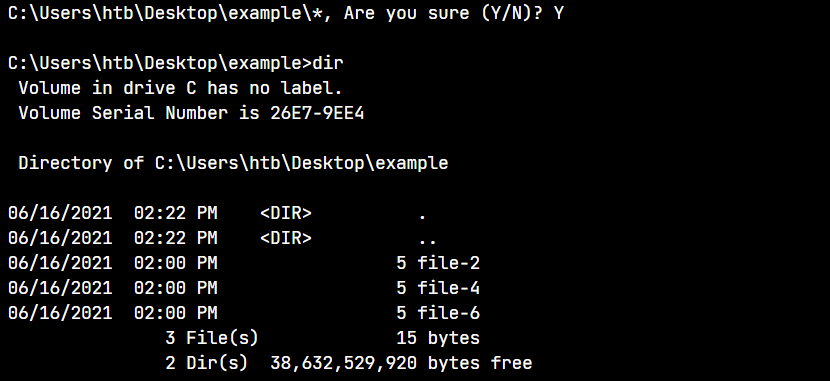 C:\Users\htb\Desktop\example\*, Are you sure (Y/N)? Y
C:\Users\htb\Desktop\example>dir
 Volume in drive C has no label.
 Volume Serial Number is 26E7-9EE4
 Directory of C:\Users\htb\Desktop\example
06/16/2021  02:22 PM    <DIR>          .
06/16/2021  02:22 PM    <DIR>          ..
06/16/2021  02:00 PM                 5 file-2
06/16/2021  02:00 PM                 5 file-4
06/16/2021  02:00 PM                 5 file-6
               3 File(s)             15 bytes
               2 Dir(s)  38,632,529,920 bytes free